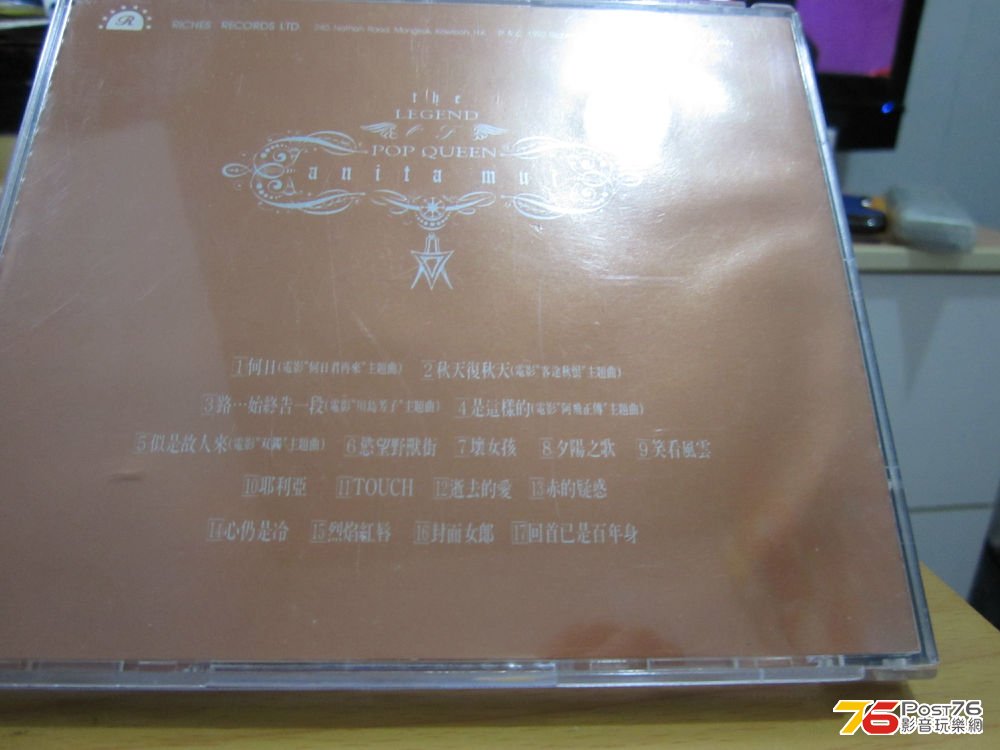 R RICHES RECORDS LTD Nathan Road, Mongkok, Kowloon, H.K. P & C
the
LEGEND
OF
POP QUEEN
anita mui
1何日(電影"何日君再來"主題曲) 2秋天復秋天(電影"客途秋恨"主題曲)
3路…始終告一段(電影"川島芳子"主題曲) 4是這樣的(電影"阿飛正傳"主題曲)
5似是故人來(電影"双鐲"主題曲) 6慾望野獸街 7壞女孩 8夕陽之歌 9笑看風雲
10耶利亞 11TOUCH 12逝去的愛 13赤的疑惑
14心仍是冷 15烈焰紅唇 16封面女郎 17回首已是百年身
76 Post76
影音玩樂網